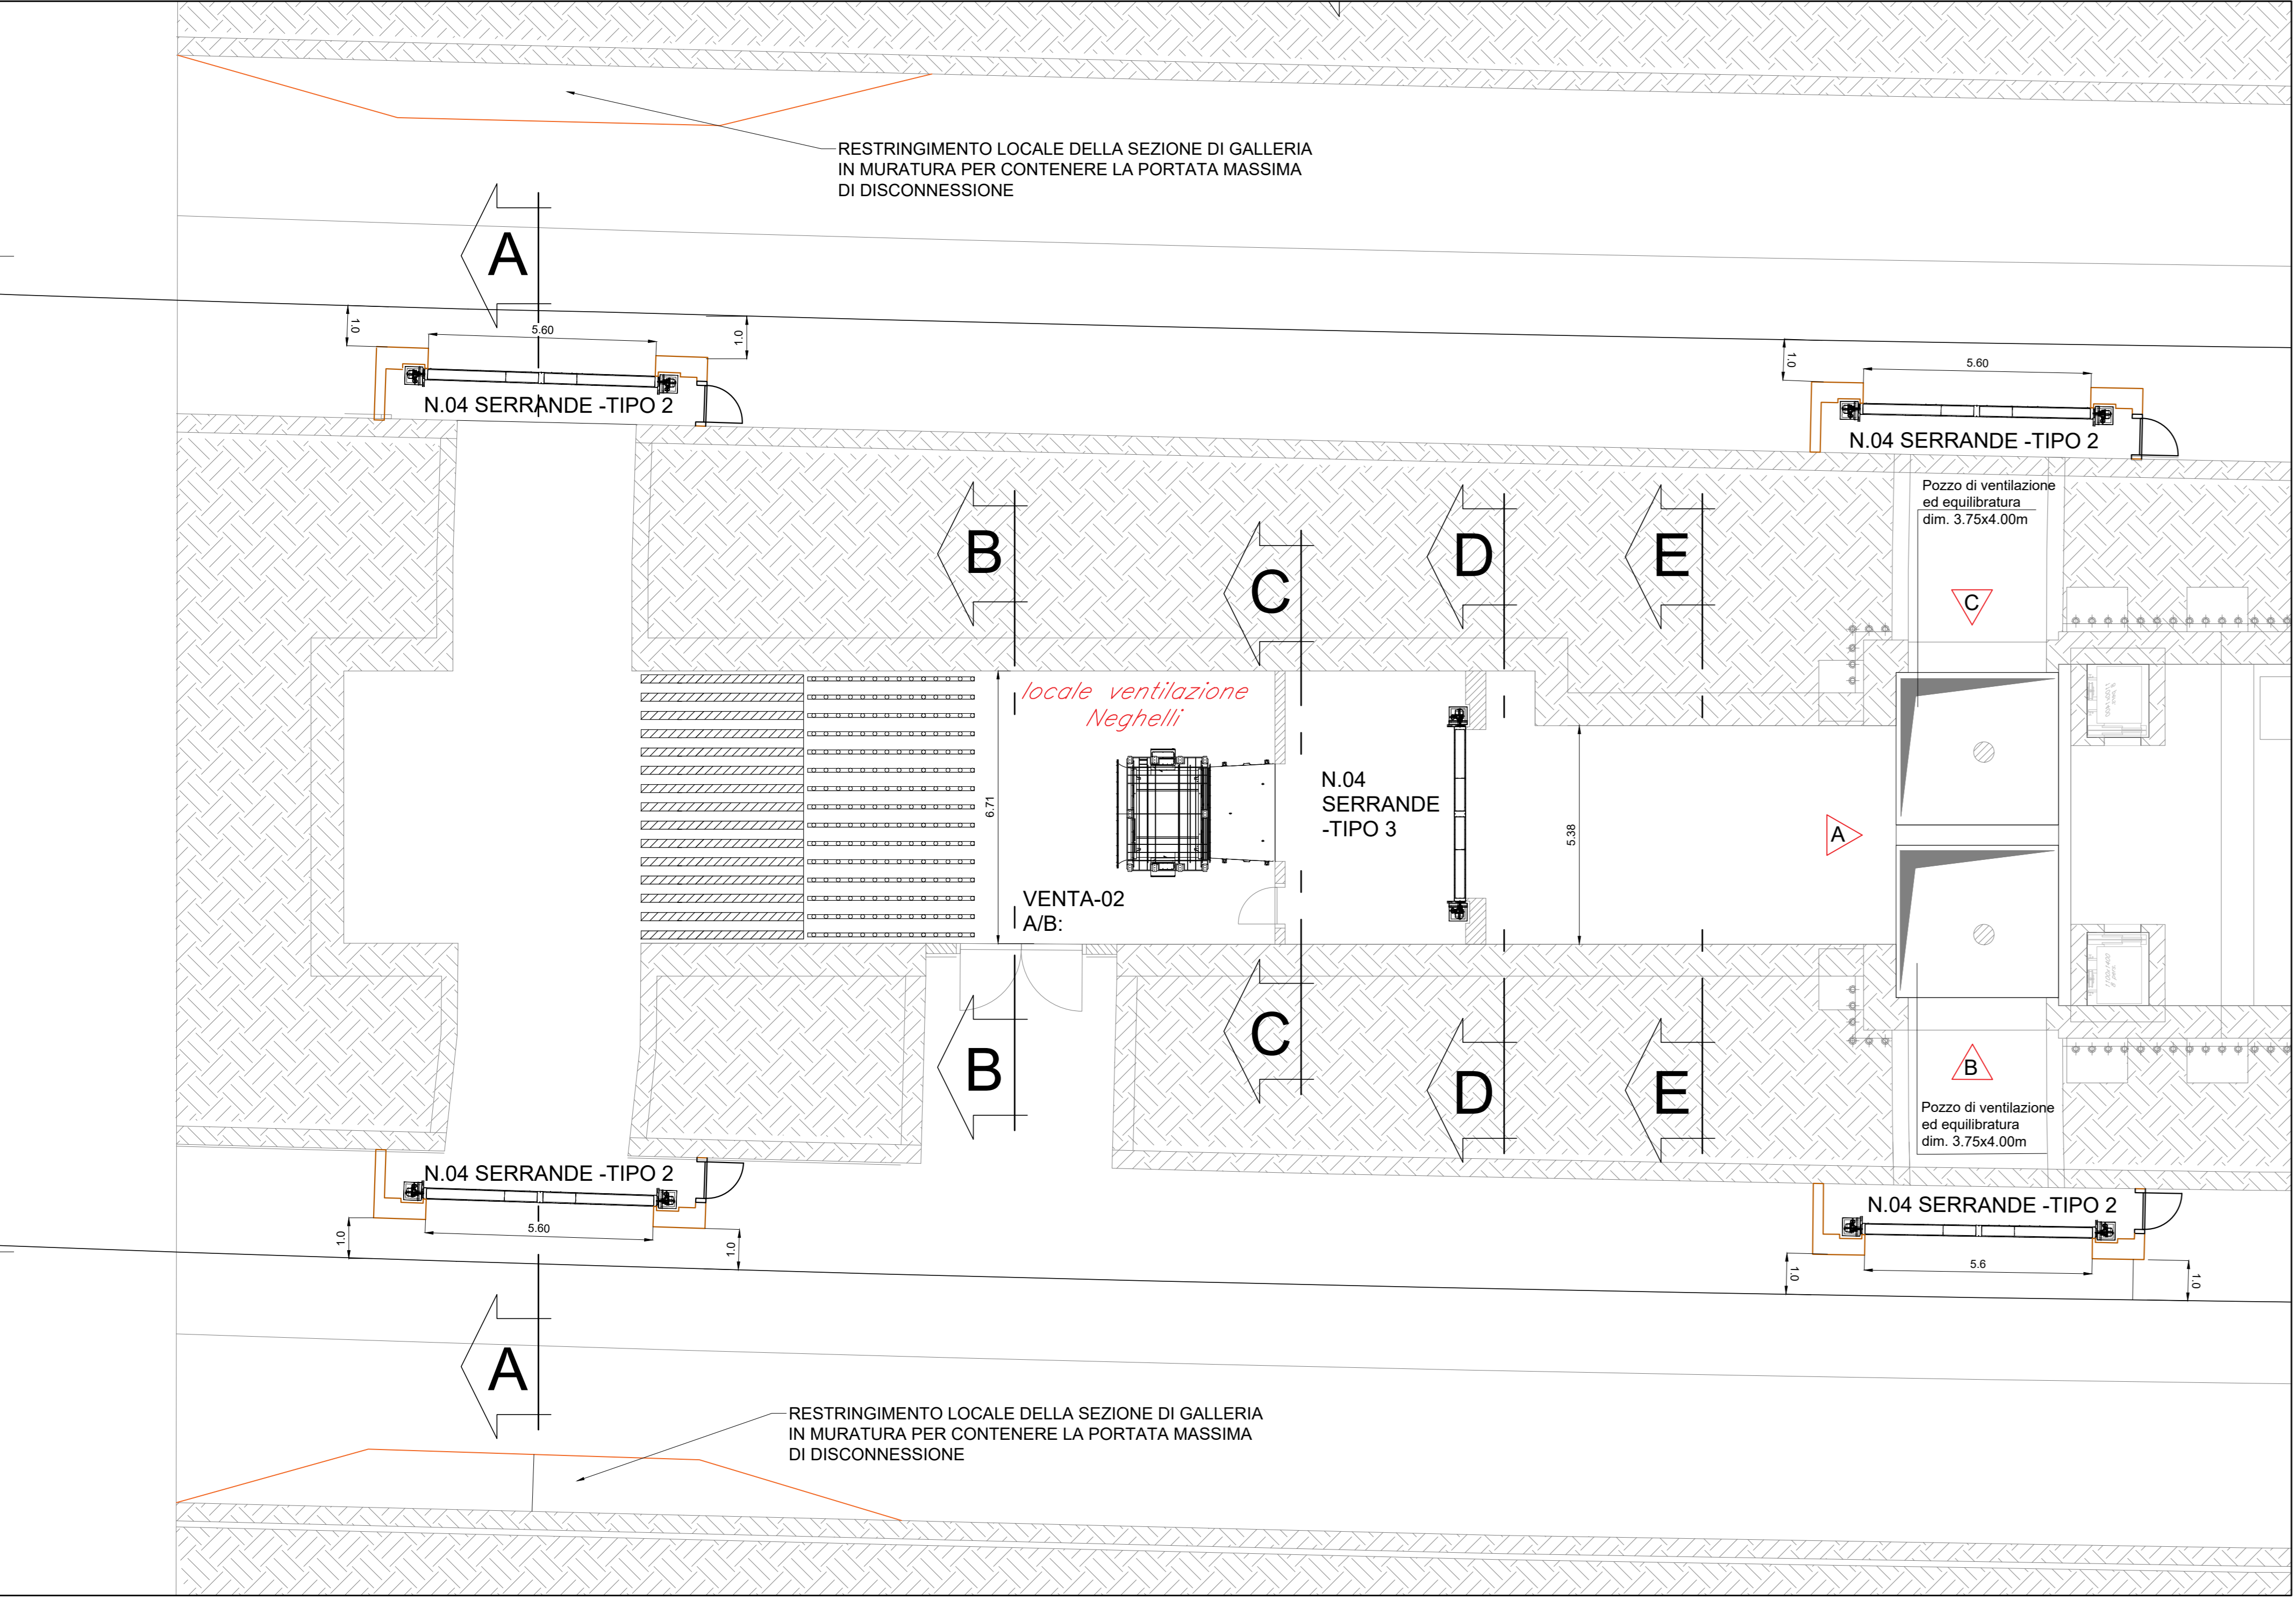 RESTRINGIMENTO LOCALE DELLA SEZIONE DI GALLERIA
IN MURATURA PER CONTENERE LA PORTATA MASSIMA
DI DISCONNESSIONE
A
1.0
5.60
1.0
N.04 SERRANDE -TIPO 2
1.0
5.60
N.04 SERRANDE -TIPO 2
Pozzo di ventilazione
ed equilibratura
dim. 3.75x4.00m
B
C
D
E
C
locale ventilazione
Neghelli
6.71
N.04
SERRANDE
-TIPO 3
5.38
A
VENTA-02
A/B:
B
C
D
E
B
Pozzo di ventilazione
ed equilibratura
dim. 3.75x4.00m
N.04 SERRANDE -TIPO 2
1.0
5.60
1.0
N.04 SERRANDE -TIPO 2
1.0
5.6
1.0
A
RESTRINGIMENTO LOCALE DELLA SEZIONE DI GALLERIA
IN MURATURA PER CONTENERE LA PORTATA MASSIMA
DI DISCONNESSIONE